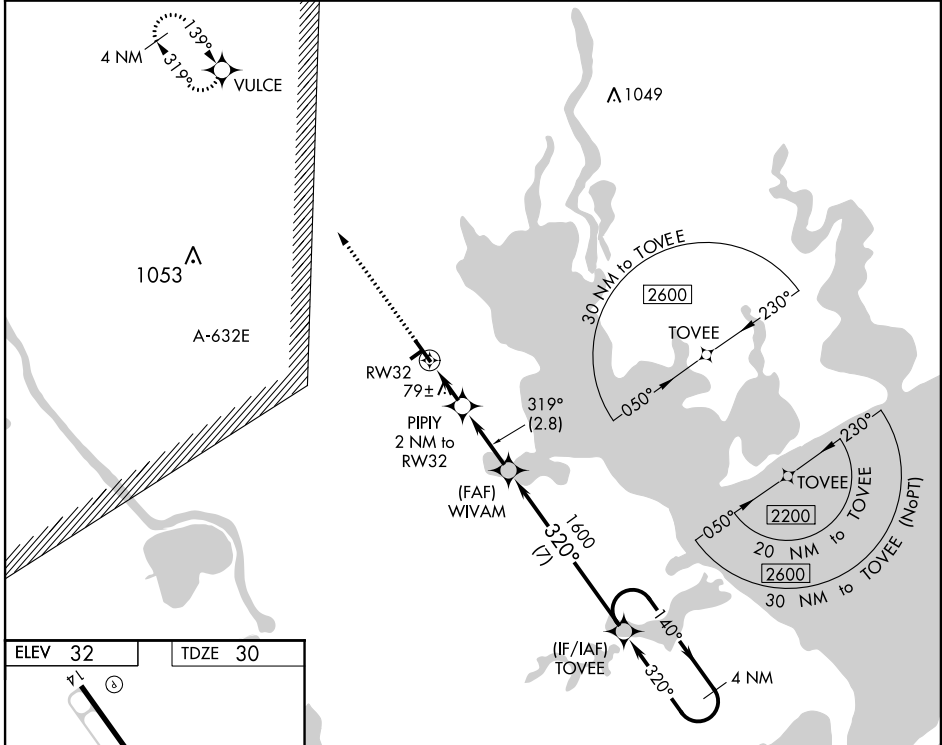 139°
4 NM
319°
VULCE
1049
1053
A-632E
30 NM to TOVEE
2600
230°
TOVEE
050°
RW32
79±
PIPIY
2 NM to
RW32
319°
(2.8)
(FAF)
WIVAM
1600
320°
(7)
230°
TOVEE
050°
2200
20 NM to TOVEE
2600
30 NM to TOVEE (NoPT)
140°
(IF/IAF)
TOVEE
320°
4 NM
ELEV 32
TDZE 30
14
P